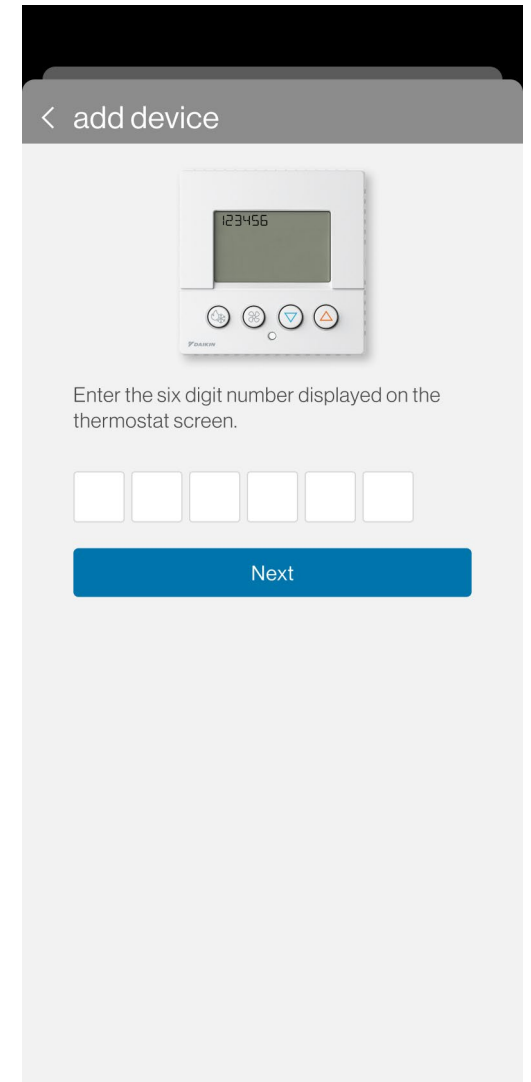 add device
123456
DAIKIN
Enter the six digit number displayed on the
thermostat screen.
Next